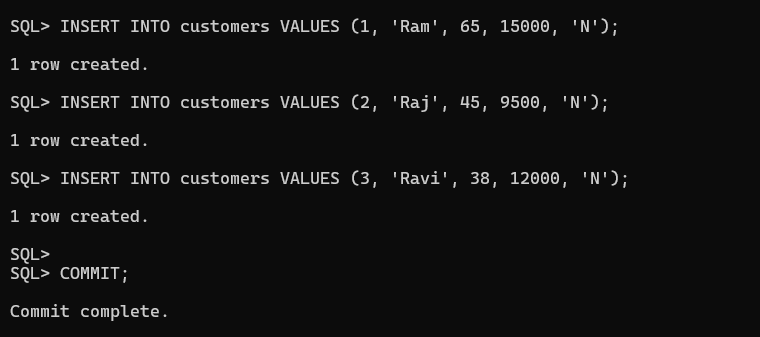 SQL> INSERT INTO customers VALUES (1, 'Ram', 65, 15000, 'N');
1 row created.
SQL> INSERT INTO customers VALUES (2, 'Raj', 45, 9500, 'N');
1 row created.
SQL> INSERT INTO customers VALUES (3, 'Ravi', 38, 12000, 'N');
1 row created.
SQL>
SQL> COMMIT;
Commit complete.